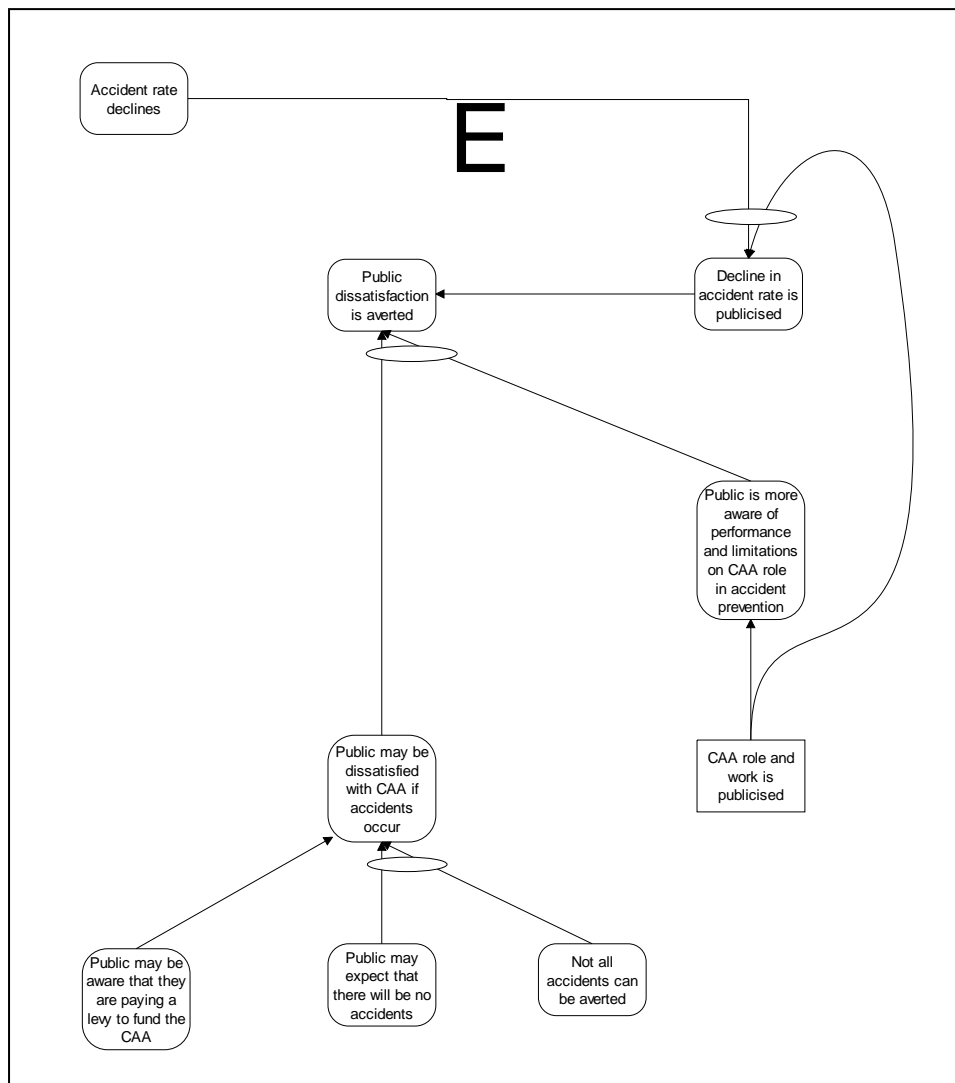 Accident rate
declines
E
Public
dissatisfaction
is averted
Decline in
accident rate is
publicised
Public is more
aware of
performance
and limitations
on CAA role
in accident
prevention
Public may be
dissatisfied
with CAA if
accidents
occur
CAA role and
work is
publicised
Public may be
aware that they
are paying a
levy to fund the
CAA
Public may
expect that
there will be no
accidents
Not all
accidents can
be averted